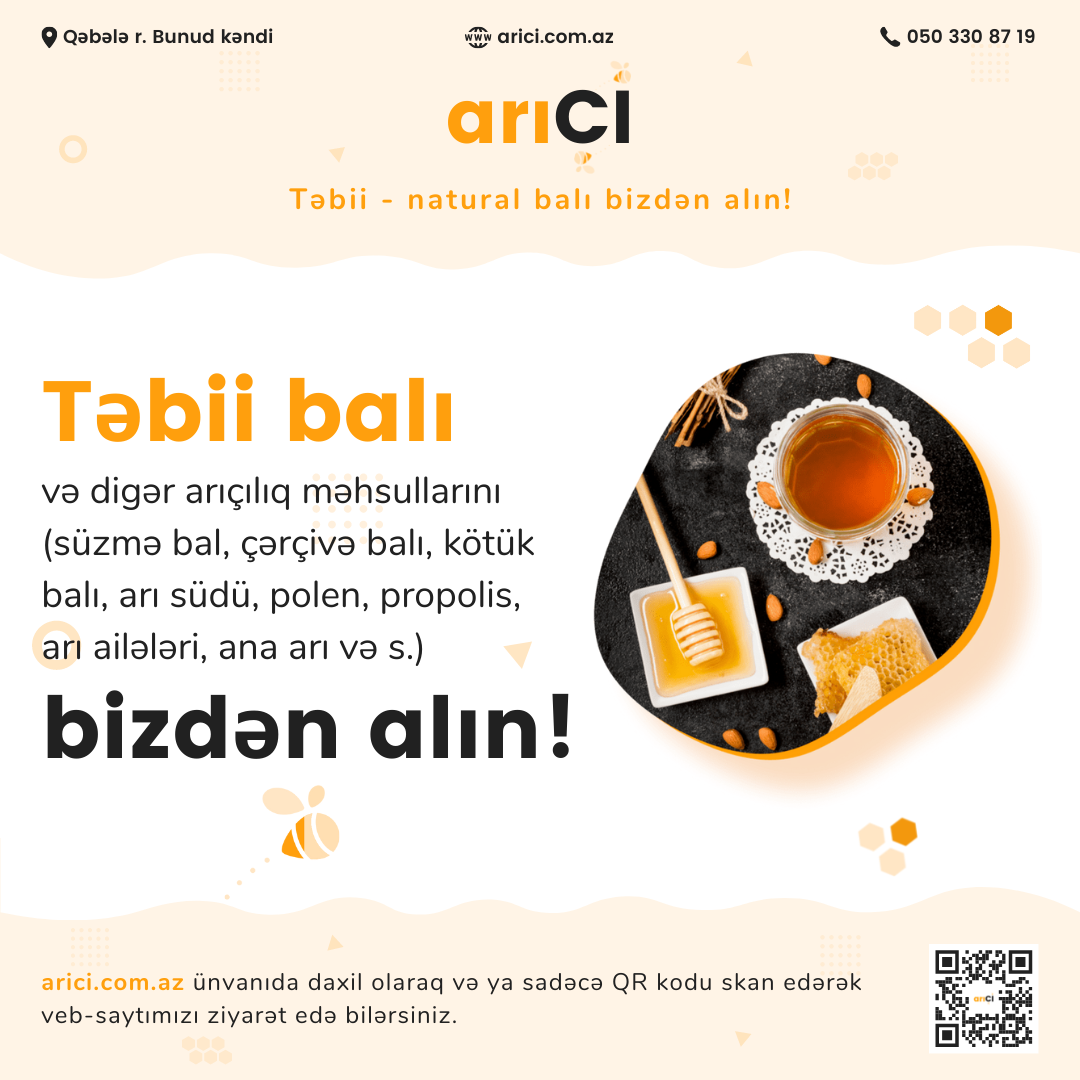 Qəbələ r. Bunud kəndi
www arici.com.az
050 330 87 19
arıCI
Təbii - natural balı bizdən alın!
Təbii balı
və digər arıçılıq məhsullarını
(süzmə bal, çərçivə balı, kötük
balı, arı südü, polen, propolis,
arı ailələri, ana arı və s.)
bizdən alın!
arici.com.az ünvanıda daxil olaraq və ya sadəcə QR kodu skan edərək
veb-saytımızı ziyarət edə bilərsiniz.
arıCI